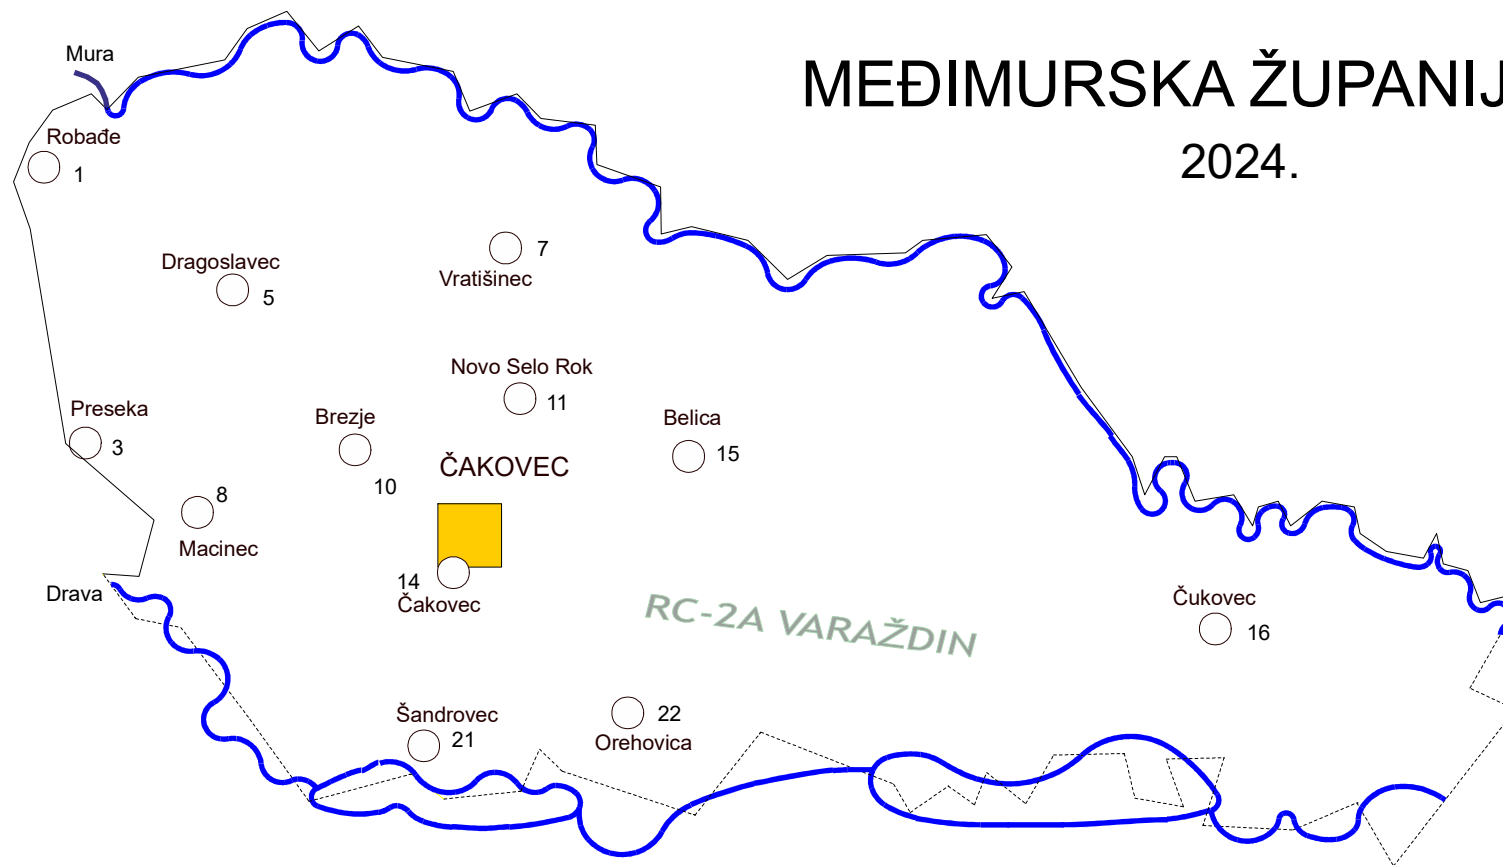 Mura
MEĐIMURSKA ŽUPANIJ
2024.
Robađe
1
7
Vratišinec
Dragoslavec
5
Novo Selo Rok
11
Preseka
3
Brezje
10
Belica
15
ČAKOVEC
8
Macinec
14
Čakovec
Drava
RC-2A VARAŽDIN
Čukovec
16
Šandrovec
21
22
Orehovica